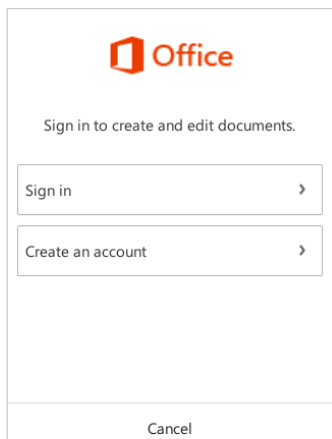 Office
Sign in to create and edit documents.
Sign in
Create an account
Cancel